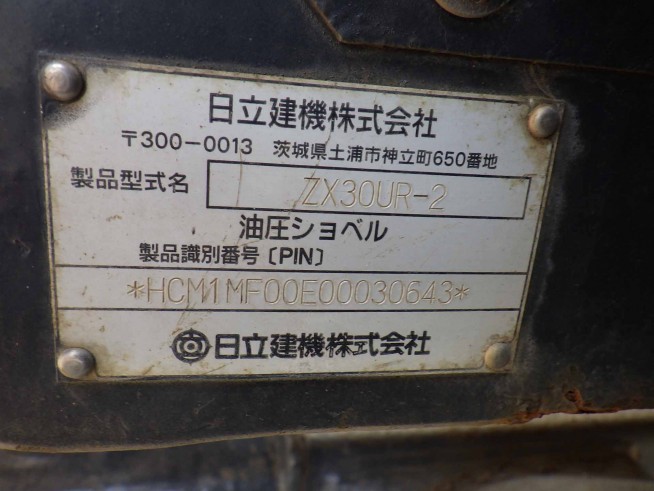 日立建機株式会社
〒300-0013 茨城県土浦市神立町650番地
製品型式名 ZX30UR-2
油圧ショベル
製品識別番号〔PIN〕
*HCM1MF00E00030643*
日立建機株式会社